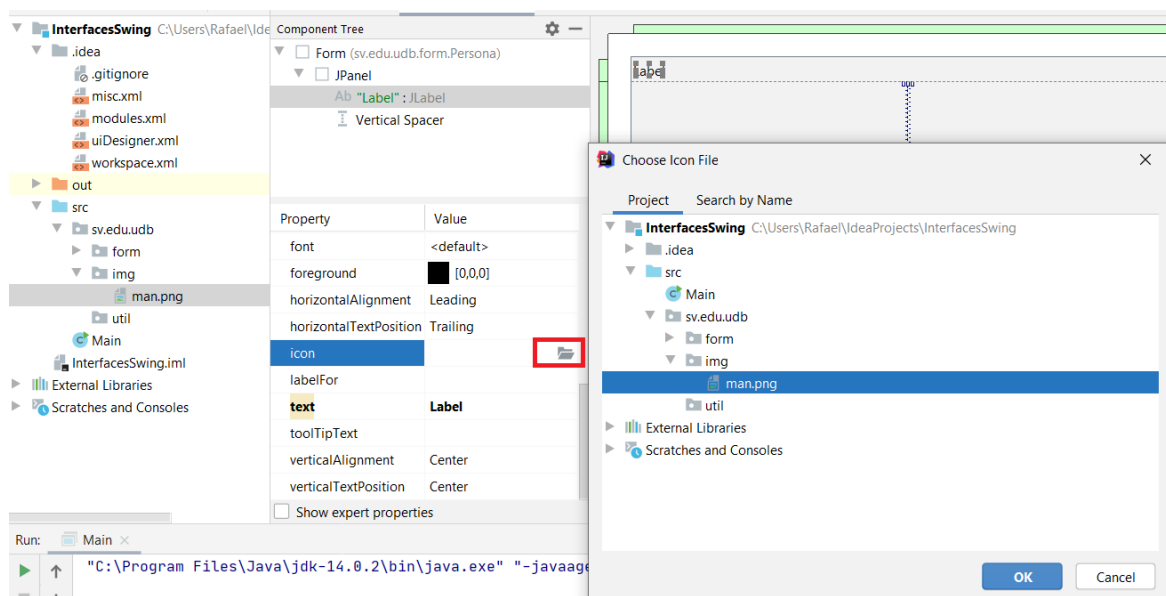 InterfacesSwing C:\Users\Rafael\Ide
.idea
.gitignore
misc.xml
modules.xml
uiDesigner.xml
workspace.xml
out
src
sv.edu.udb
form
img
man.png
util
Main
InterfacesSwing.iml
External Libraries
Scratches and Consoles
Component Tree
Form (sv.edu.udb.form.Persona)
JPanel
Ab "Label" : JLabel
Vertical Spacer
Property Value
font <default>
foreground [0,0,0]
horizontalAlignment Leading
horizontalTextPosition Trailing
icon
labelFor
text Label
toolTipText
verticalAlignment Center
verticalTextPosition Center
Show expert properties
Label
Choose Icon File
Project Search by Name
InterfacesSwing C:\Users\Rafael\IdeaProjects\InterfacesSwing
.idea
src
Main
sv.edu.udb
form
img
man.png
util
External Libraries
Scratches and Consoles
OK Cancel
Run: Main
"C:\Program Files\Java\jdk-14.0.2\bin\java.exe" "-javaage